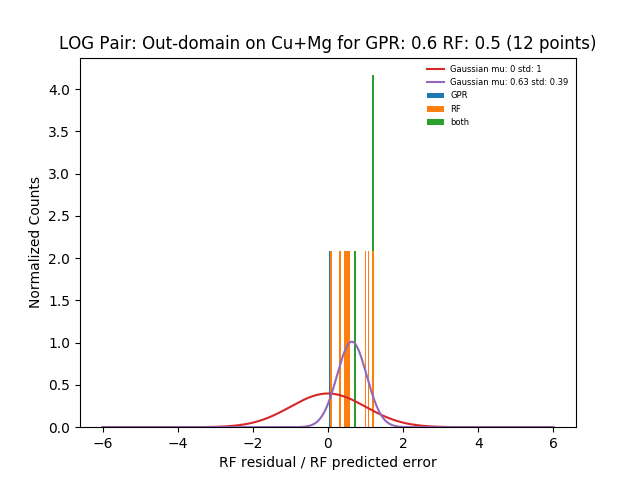 LOG Pair: Out-domain on Cu+Mg for GPR: 0.6 RF: 0.5 (12 points)
Gaussian mu: 0 std: 1
Gaussian mu: 0.63 std: 0.39
GPR
RF
both
Normalized Counts
4.0
3.5
3.0
2.5
2.0
1.5
1.0
0.5
0.0
−6 −4 −2 0 2 4 6
RF residual / RF predicted error